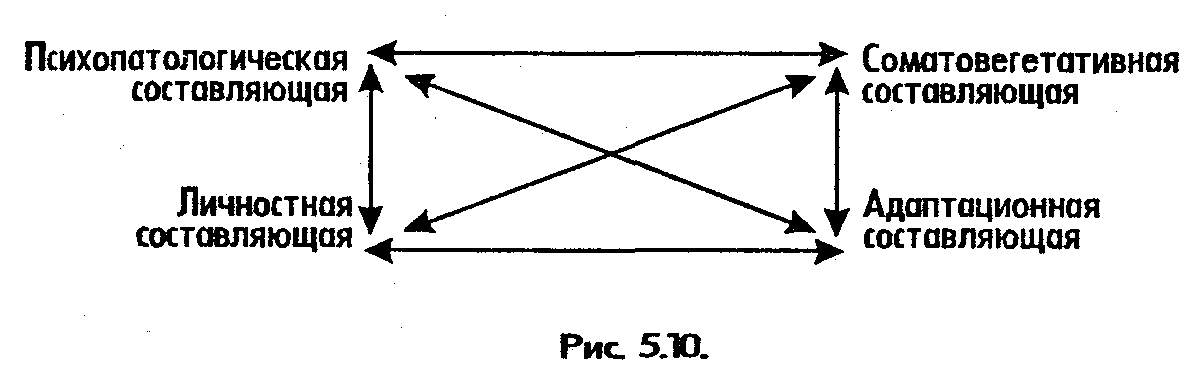 Психопатологическая
составляющая
Соматовегетативная
составляющая
Личностная
составляющая
Адаптационная
составляющая
Рис. 5.10.